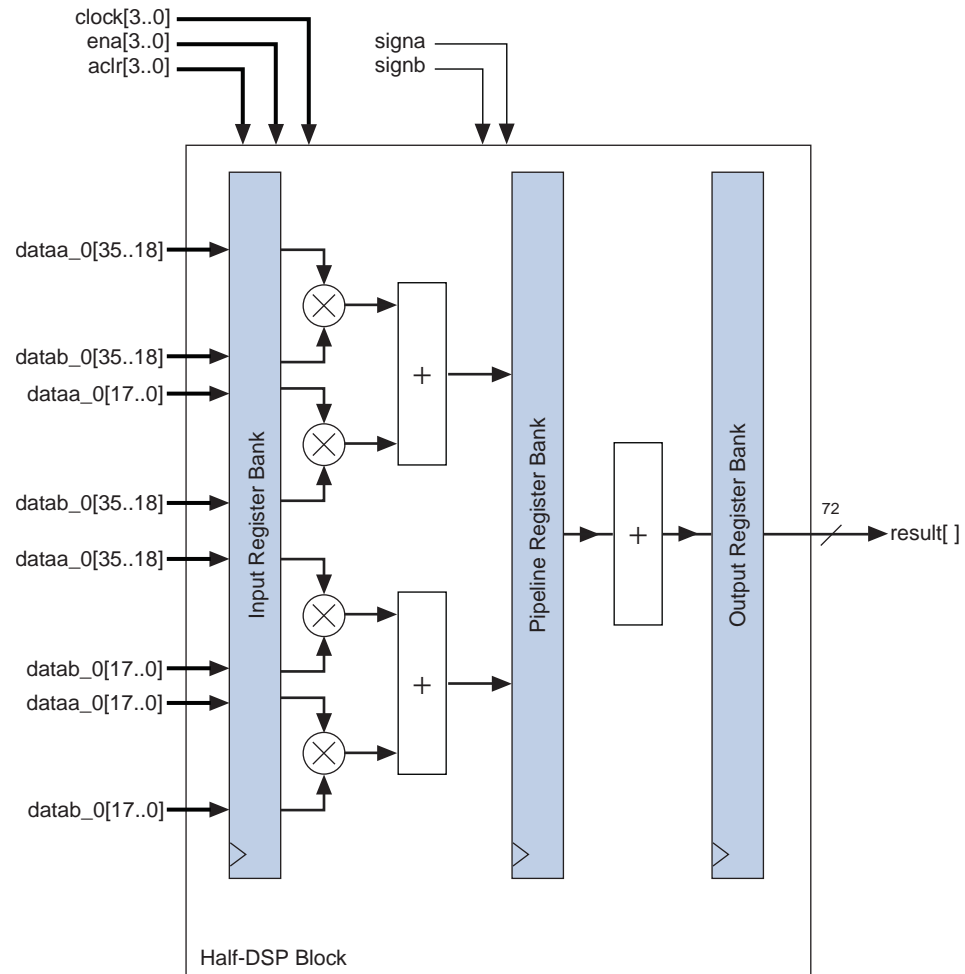 clock[3..0]
ena[3..0]
aclr[3..0]
signa
signb
dataa_0[35..18]
datab_0[35..18]
dataa_0[17..0]
datab_0[35..18]
dataa_0[35..18]
datab_0[17..0]
dataa_0[17..0]
datab_0[17..0]
Input Register Bank
+
+
Pipeline Register Bank
+
Output Register Bank
72
result[ ]
Half-DSP Block